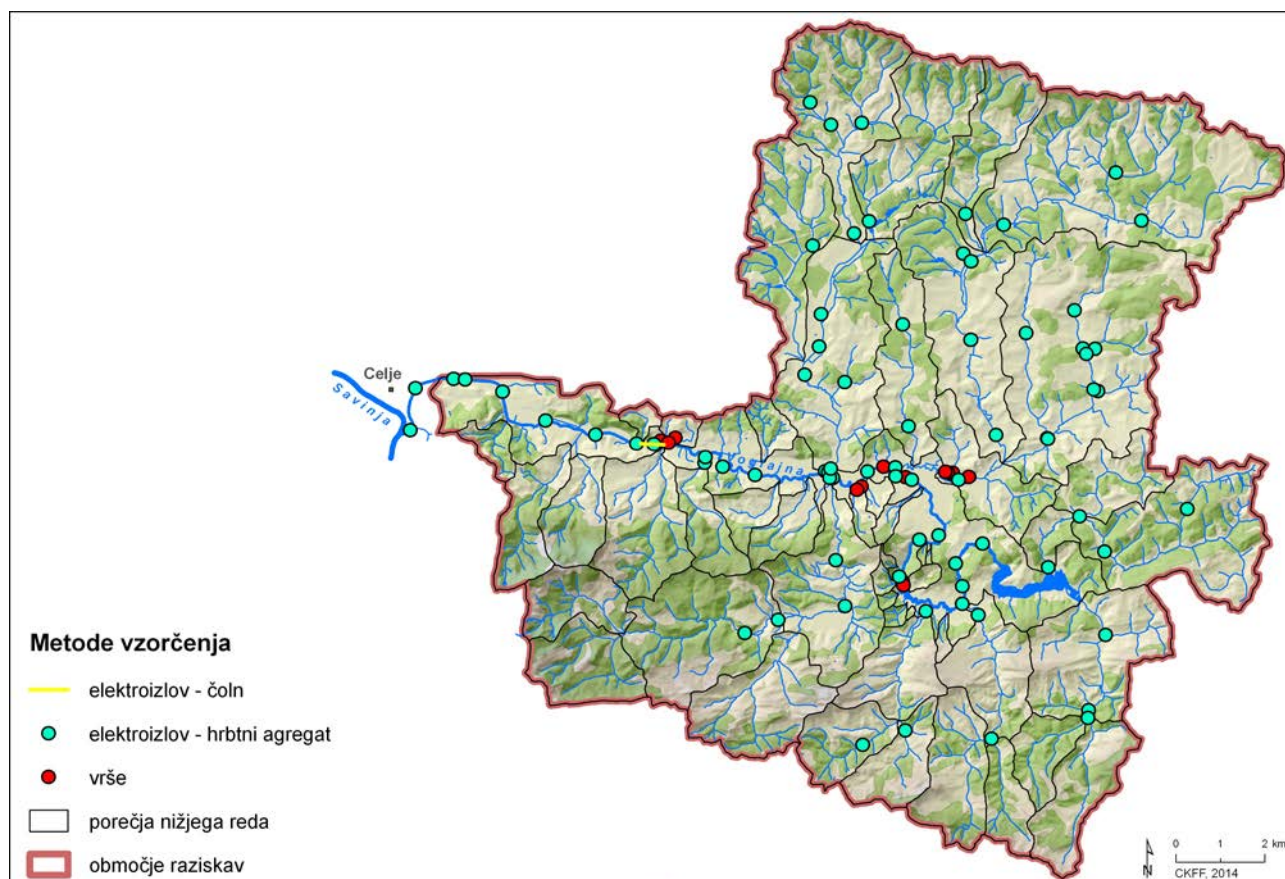 Celje
Savinja
Voglajna
Metode vzorčenja
elektroizlov - čoln
elektroizlov - hrbtni agregat
vrše
porečja nižjega reda
območje raziskav
N
0 1 2 km
CKFF, 2014